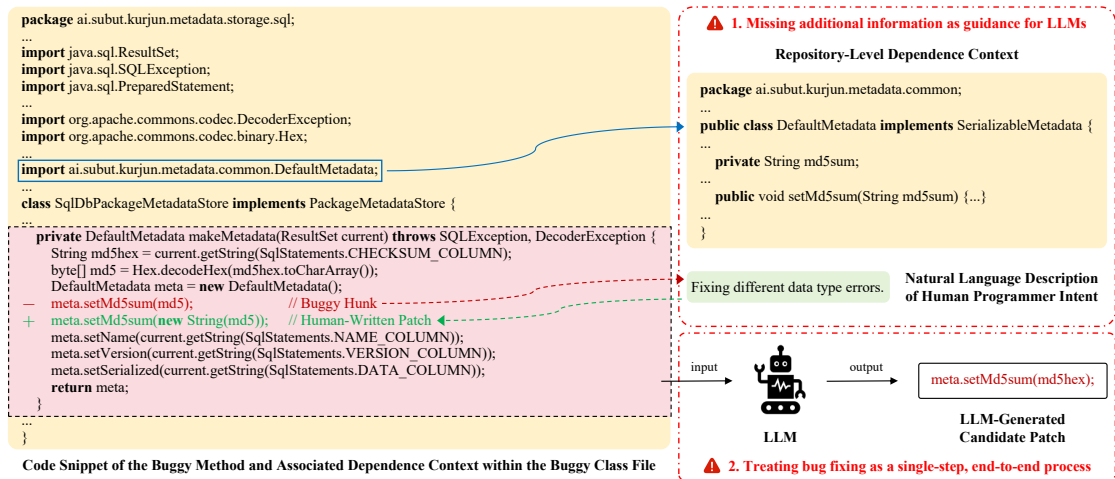 package ai.subut.kurjun.metadata.storage.sql;
...
import java.sql.ResultSet;
import java.sql.SQLException;
import java.sql.PreparedStatement;
...
import org.apache.commons.codec.DecoderException;
import org.apache.commons.codec.binary.Hex;
...
import ai.subut.kurjun.metadata.common.DefaultMetadata;
...
class SqlDbPackageMetadataStore implements PackageMetadataStore {
...
private DefaultMetadata makeMetadata(ResultSet current) throws SQLException, DecoderException {
String md5hex = current.getString(SqlStatements.CHECKSUM_COLUMN);
byte[] md5 = Hex.decodeHex(md5hex.toCharArray());
DefaultMetadata meta = new DefaultMetadata();
− meta.setMd5sum(md5); // Buggy Hunk
+ meta.setMd5sum(new String(md5)); // Human-Written Patch
meta.setName(current.getString(SqlStatements.NAME_COLUMN));
meta.setVersion(current.getString(SqlStatements.VERSION_COLUMN));
meta.setSerialized(current.getString(SqlStatements.DATA_COLUMN));
return meta;
}
...
}
Code Snippet of the Buggy Method and Associated Dependence Context within the Buggy Class File
1. Missing additional information as guidance for LLMs
Repository-Level Dependence Context
package ai.subut.kurjun.metadata.common;
...
public class DefaultMetadata implements SerializableMetadata {
...
private String md5sum;
...
public void setMd5sum(String md5sum) {...}
...
}
Fixing different data type errors.
Natural Language Description
of Human Programmer Intent
input
output
meta.setMd5sum(md5hex);
LLM
LLM-Generated
Candidate Patch
2. Treating bug fixing as a single-step, end-to-end process